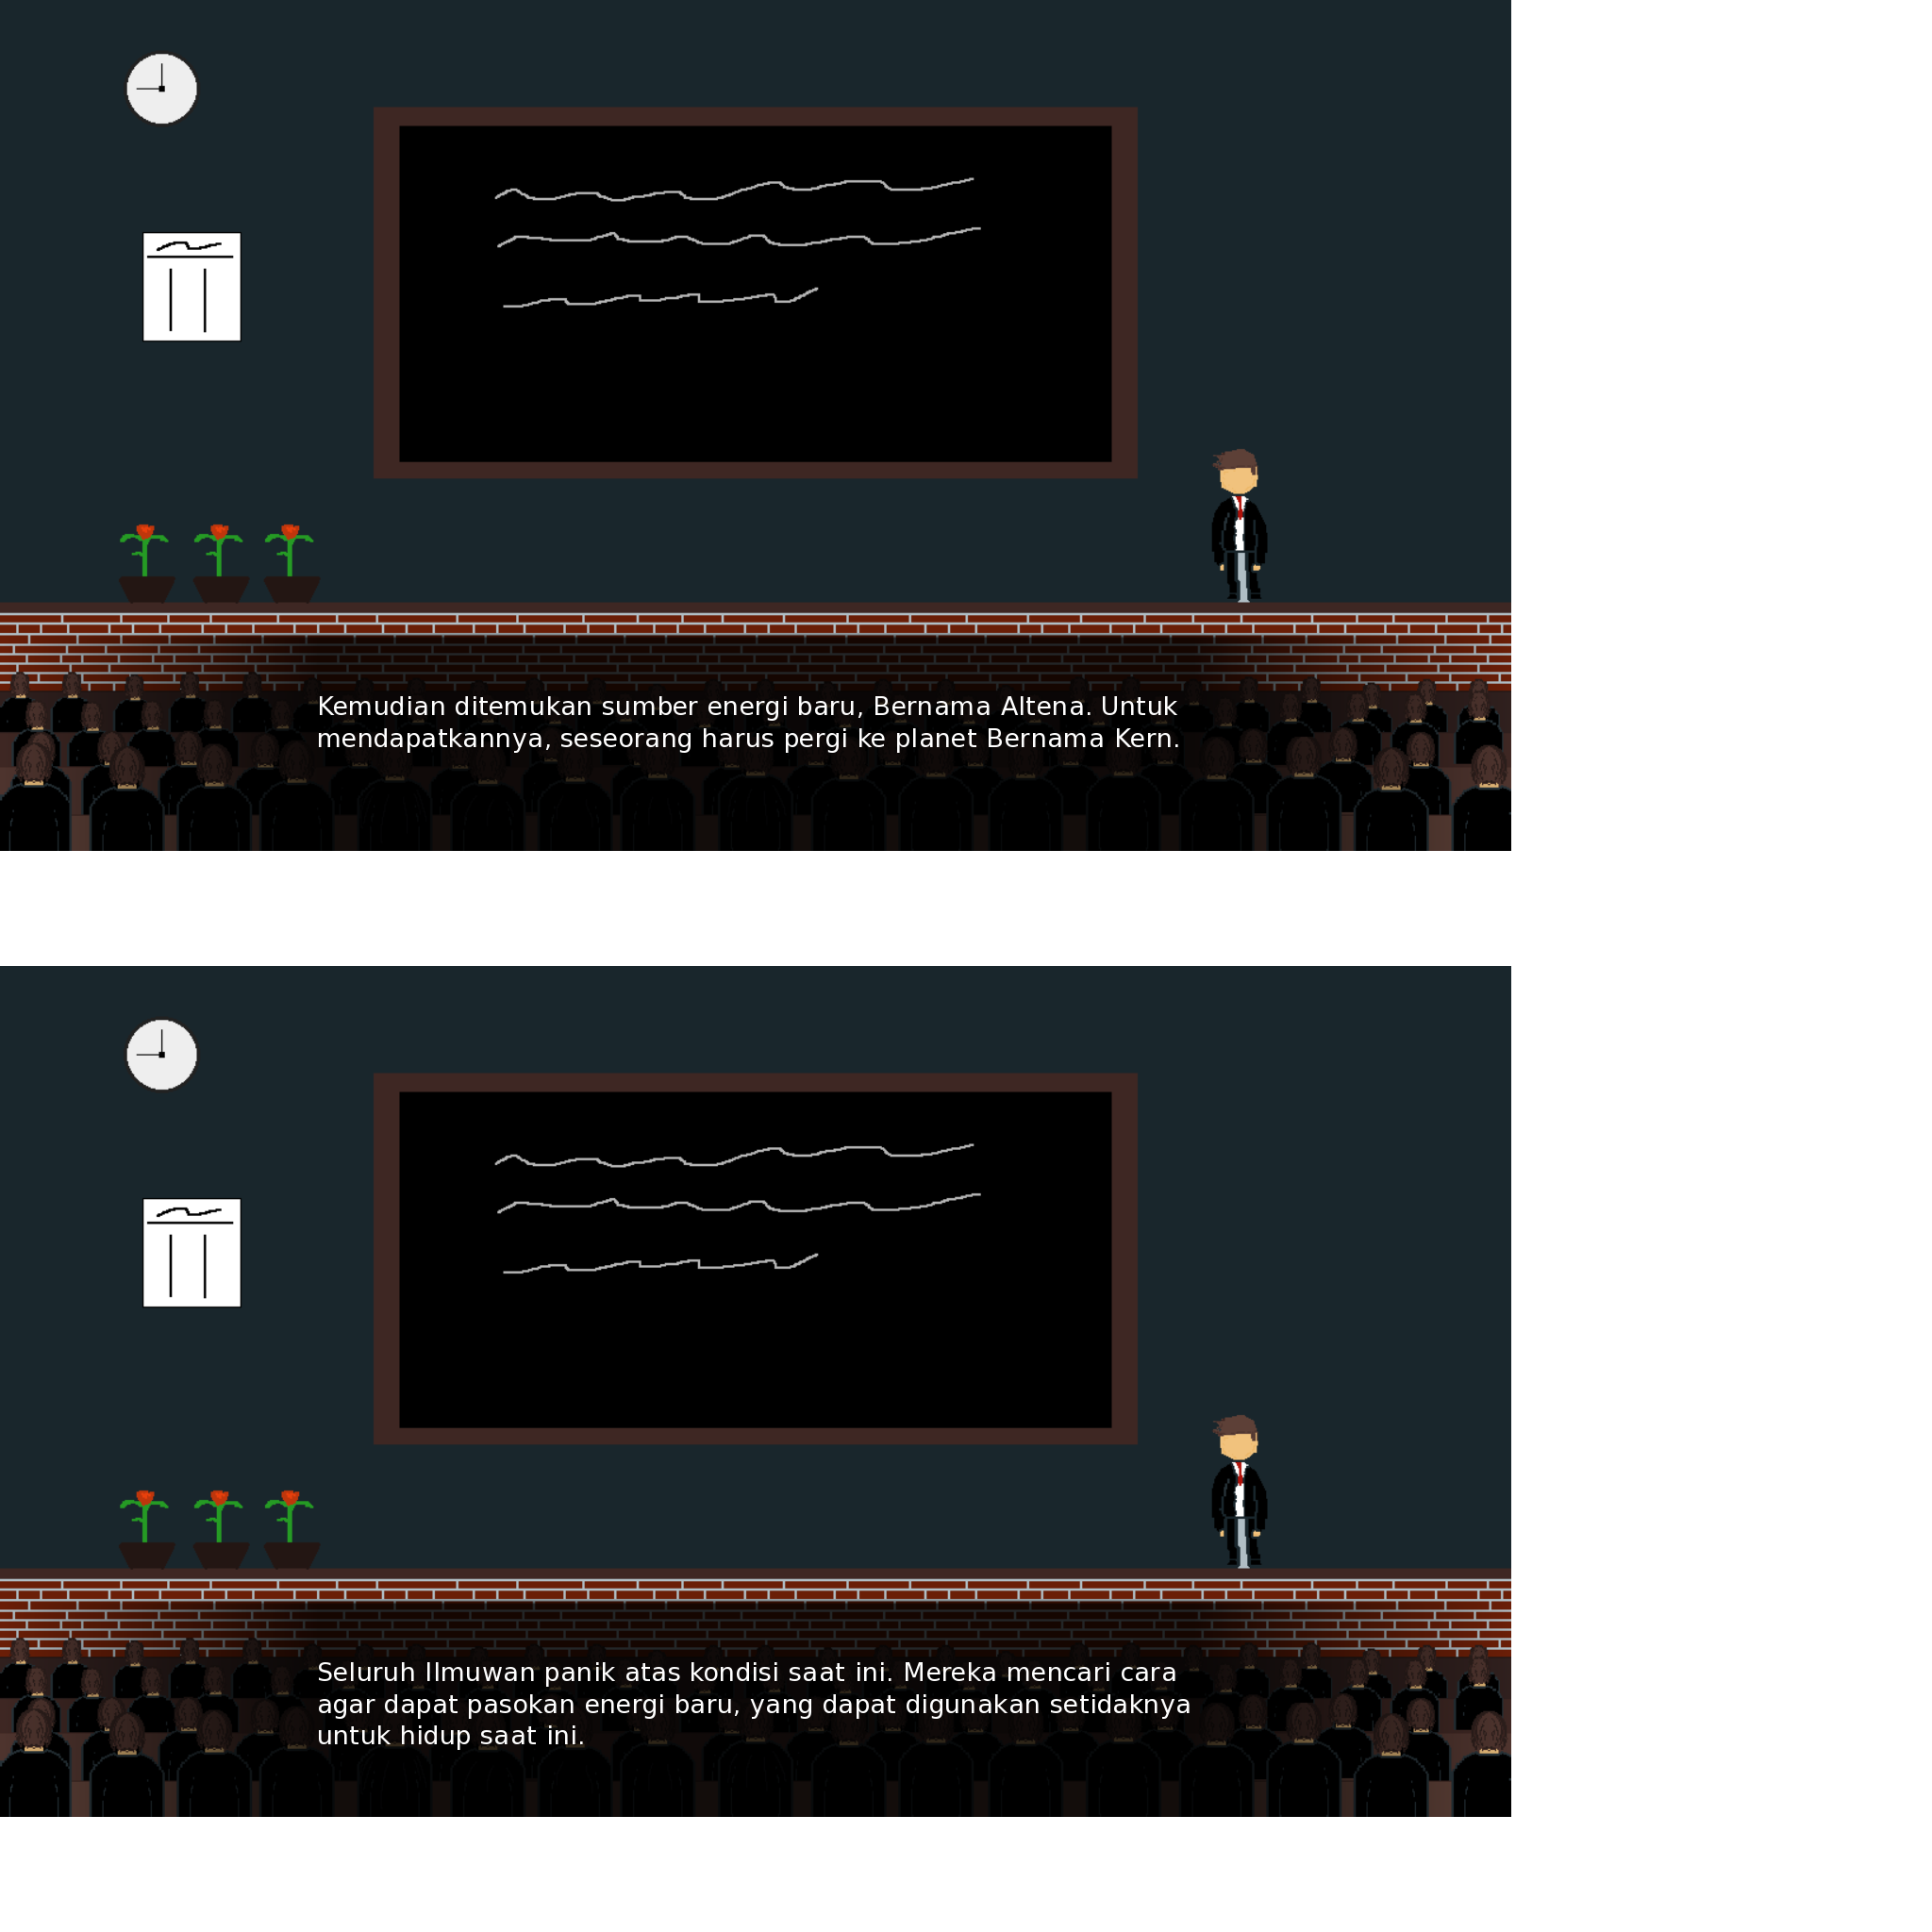 Kemudian ditemukan sumber energi baru, Bernama Altena. Untuk
mendapatkannya, seseorang harus pergi ke planet Bernama Kern.
Seluruh Ilmuwan panik atas kondisi saat ini. Mereka mencari cara
agar dapat pasokan energi baru, yang dapat digunakan setidaknya
untuk hidup saat ini.